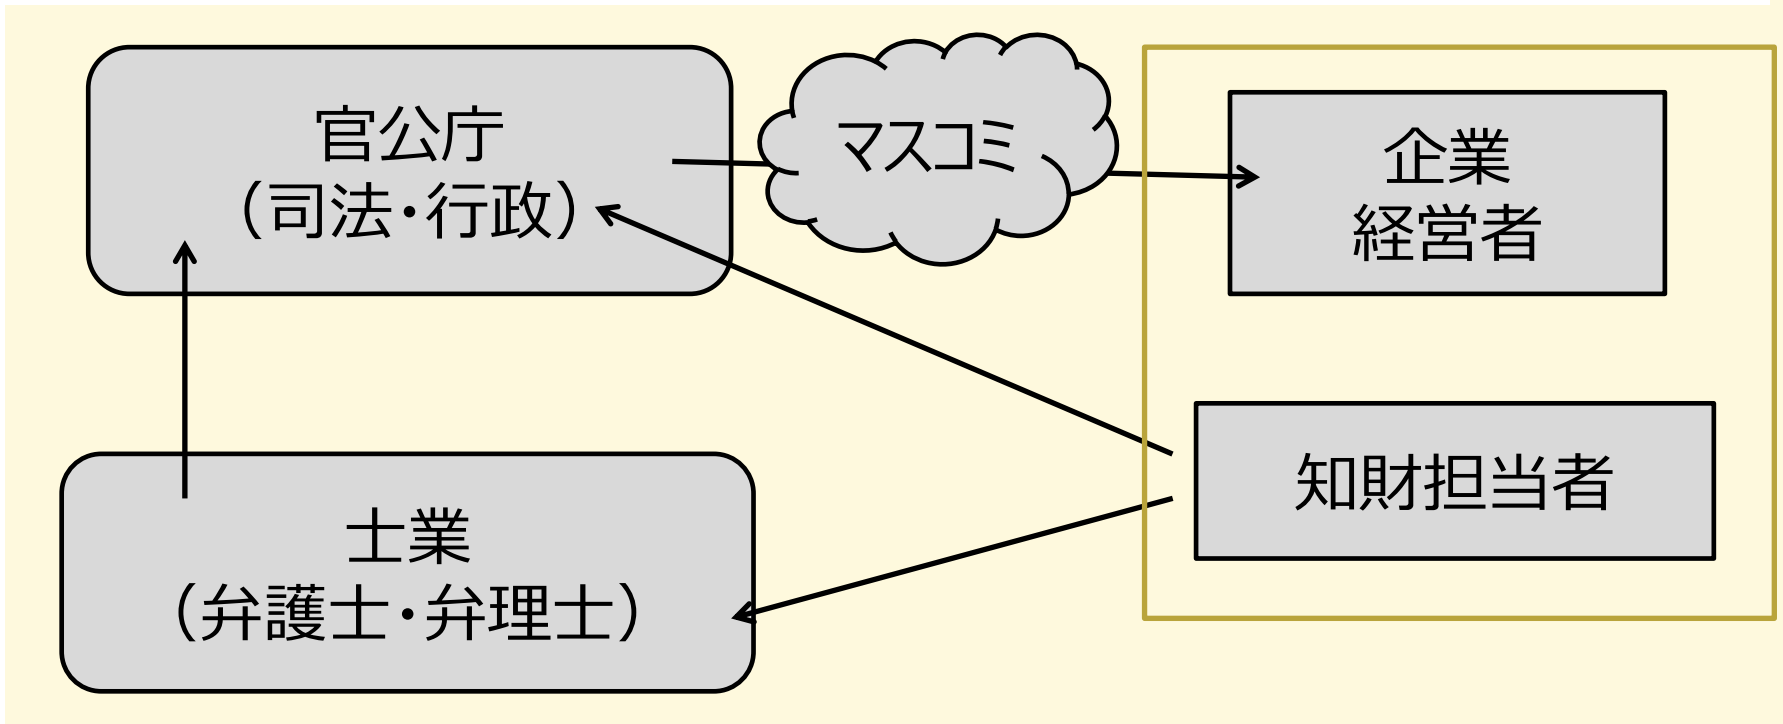 官公庁
（司法・行政）
マスコミ
企業
経営者
知財担当者
士業
（弁護士・弁理士）